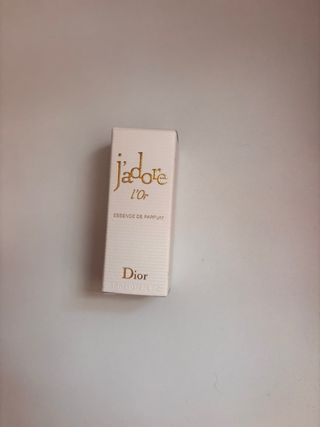 j'adore
l'Or
ESSENCE DE PARFUM
Dior